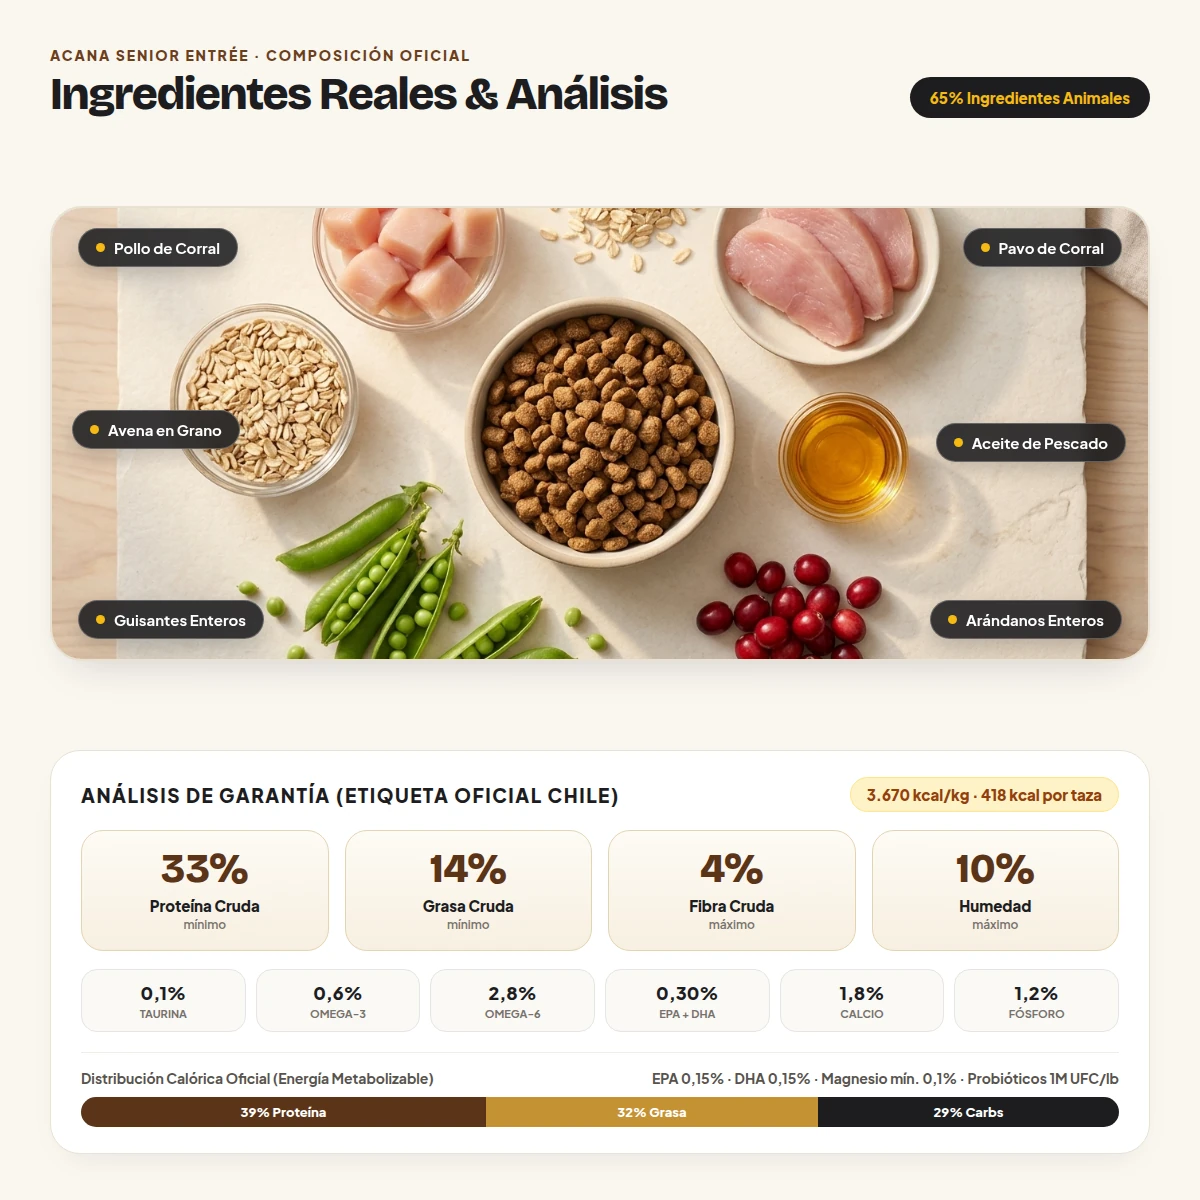 ACANA SENIOR ENTRÉE · COMPOSICIÓN OFICIAL
Ingredientes Reales & Análisis
65% Ingredientes Animales
Pollo de Corral
Pavo de Corral
Avena en Grano
Aceite de Pescado
Guisantes Enteros
Arándanos Enteros
ANÁLISIS DE GARANTÍA (ETIQUETA OFICIAL CHILE)
3.670 kcal/kg · 418 kcal por taza
33%
Proteína Cruda
mínimo
14%
Grasa Cruda
mínimo
4%
Fibra Cruda
máximo
10%
Humedad
máximo
0,1%
TAURINA
0,6%
OMEGA-3
2,8%
OMEGA-6
0,30%
EPA + DHA
1,8%
CALCIO
1,2%
FÓSFORO
Distribución Calórica Oficial (Energía Metabolizable)
EPA 0,15% · DHA 0,15% · Magnesio mín. 0,1% · Probióticos 1M UFC/lb
39% Proteína
32% Grasa
29% Carbs